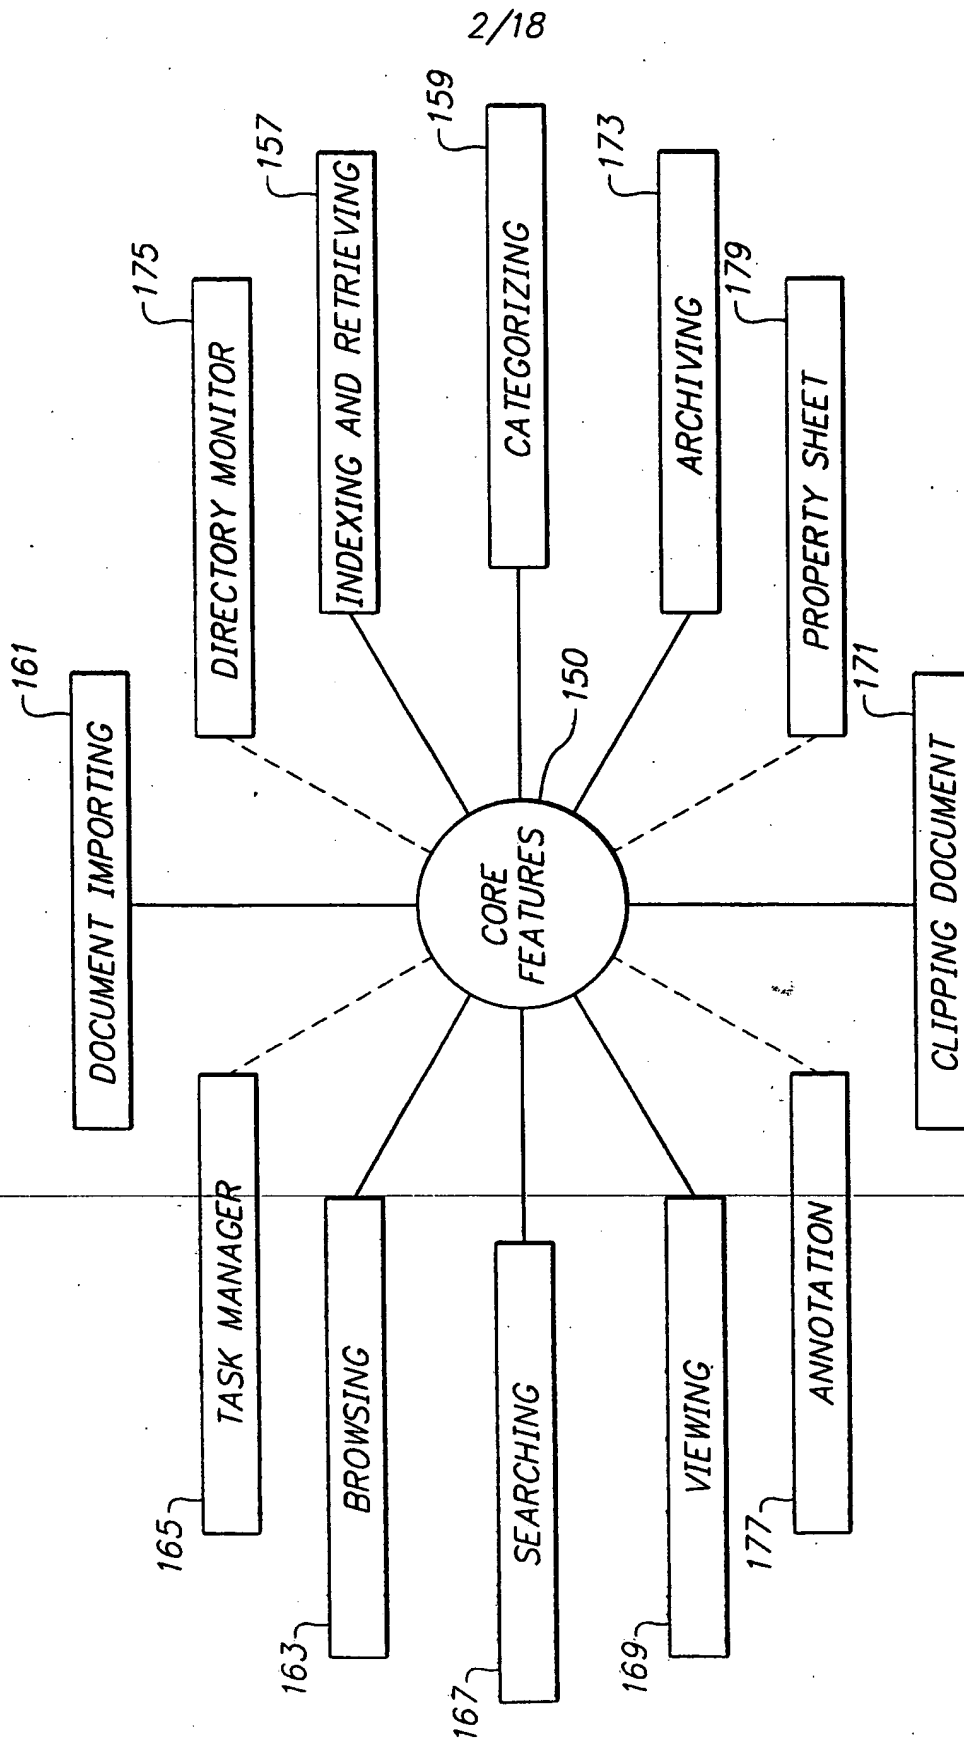 2/18
161
DOCUMENT IMPORTING
165
TASK MANAGER
175
DIRECTORY MONITOR
163
BROWSING
157
INDEXING AND RETRIEVING
167
SEARCHING
CORE
FEATURES
150
159
CATEGORIZING
169
VIEWING
173
ARCHIVING
177
ANNOTATION
179
PROPERTY SHEET
171
CLIPPING DOCUMENT